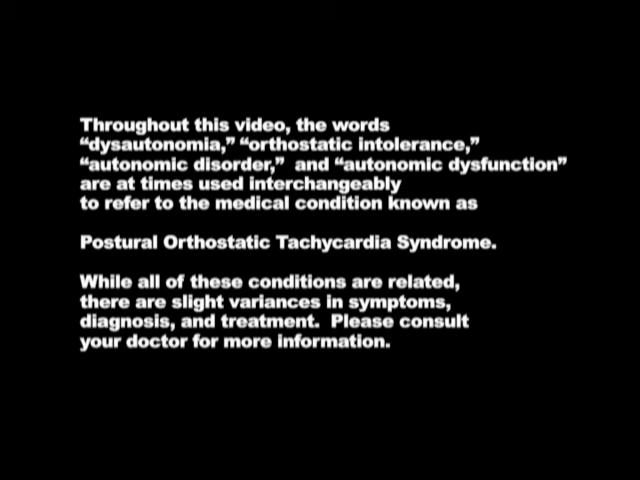 Throughout this video, the words
“dysautonomia,” “orthostatic intolerance,”
“autonomic disorder,”  and “autonomic dysfunction”
are at times used interchangeably
to refer to the medical condition known as
Postural Orthostatic Tachycardia Syndrome.
While all of these conditions are related,
there are slight variances in symptoms,
diagnosis, and treatment.  Please consult
your doctor for more information.